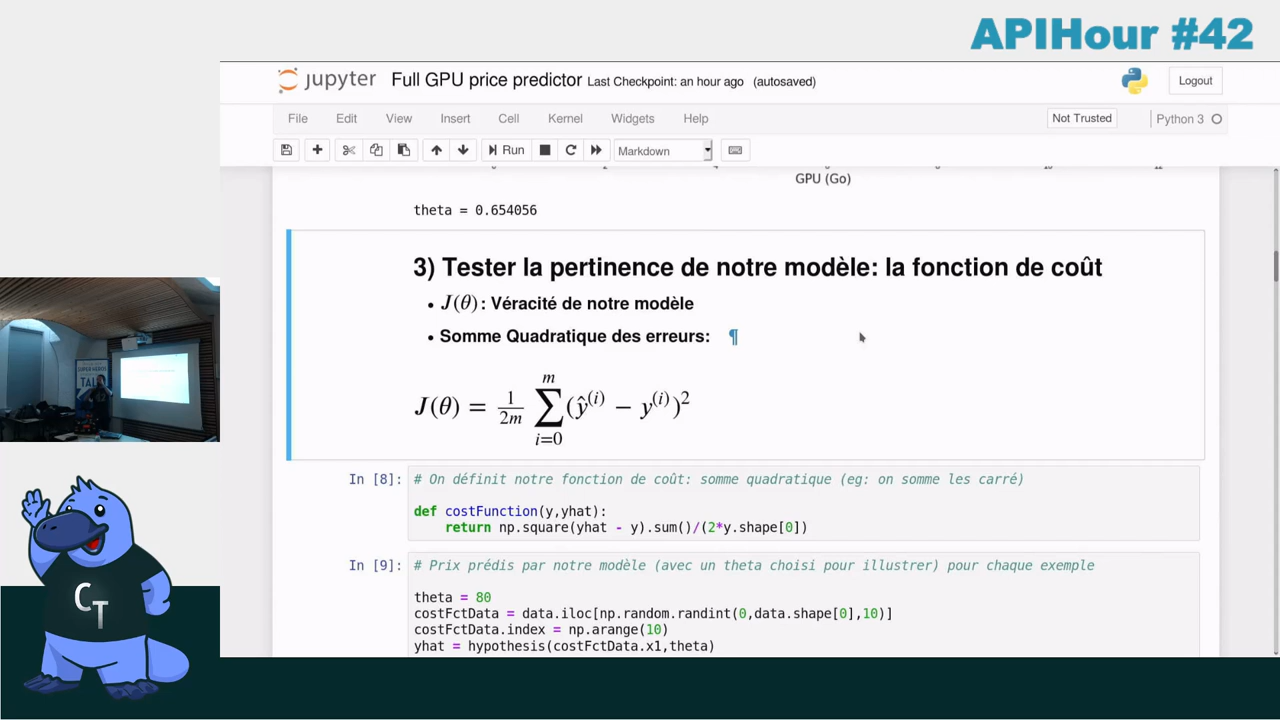 APIHour #42
jupyter Full GPU price predictor Last Checkpoint: an hour ago (autosaved) Logout
File Edit View Insert Cell Kernel Widgets Help Not Trusted Python 3
Run Markdown
GPU (Go)
theta = 0.654056
3) Tester la pertinence de notre modèle: la fonction de coût
• J(θ) : Véracité de notre modèle
• Somme Quadratique des erreurs: ¶
J(θ) = 1/2m ∑_{i=0}^{m} (ŷ^(i) − y^(i))²
In [8]: # On définit notre fonction de coût: somme quadratique (eg: on somme les carré)
def costFunction(y,yhat):
return np.square(yhat - y).sum()/(2*y.shape[0])
In [9]: # Prix prédis par notre modèle (avec un theta choisi pour illustrer) pour chaque exemple
theta = 80
costFctData = data.iloc[np.random.randint(0,data.shape[0],10)]
costFctData.index = np.arange(10)
yhat = hypothesis(costFctData.x1,theta)
TAL
CT